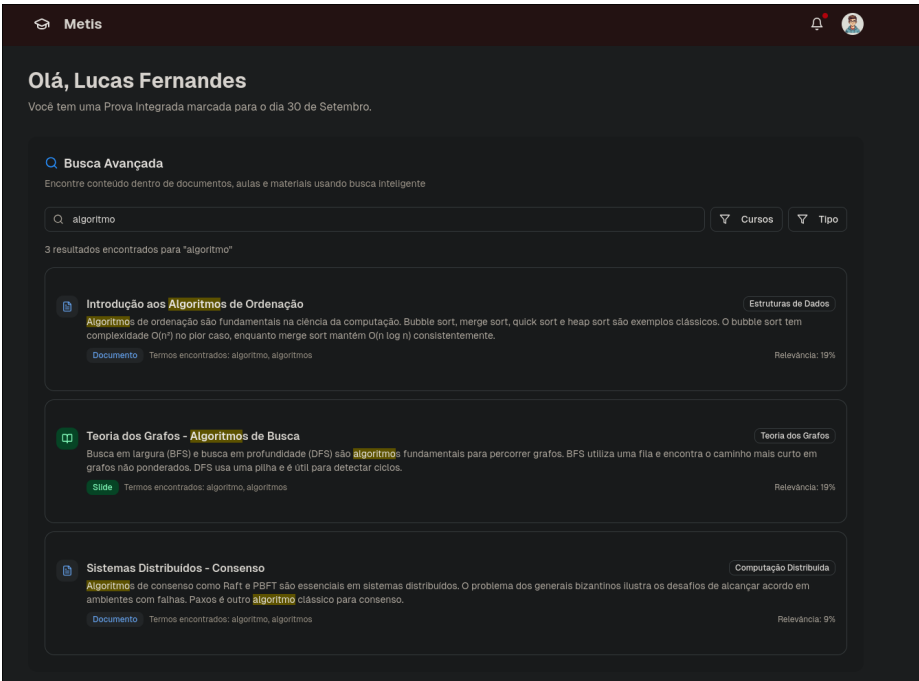 Metis
Olá, Lucas Fernandes
Você tem uma Prova Integrada marcada para o dia 30 de Setembro.
Busca Avançada
Encontre conteúdo dentro de documentos, aulas e materiais usando busca inteligente
algoritmo
Cursos
Tipo
3 resultados encontrados para "algoritmo"
Introdução aos Algoritmos de Ordenação
Estruturas de Dados
Algoritmos de ordenação são fundamentais na ciência da computação. Bubble sort, merge sort, quick sort e heap sort são exemplos clássicos. O bubble sort tem
complexidade O(n²) no pior caso, enquanto merge sort mantém O(n log n) consistentemente.
Documento
Termos encontrados: algoritmo, algoritmos
Relevância: 19%
Teoria dos Grafos - Algoritmos de Busca
Teoria dos Grafos
Busca em largura (BFS) e busca em profundidade (DFS) são algoritmos fundamentais para percorrer grafos. BFS utiliza uma fila e encontra o caminho mais curto em
grafos não ponderados. DFS usa uma pilha e é útil para detectar ciclos.
Slide
Termos encontrados: algoritmo, algoritmos
Relevância: 19%
Sistemas Distribuídos - Consenso
Computação Distribuída
Algoritmos de consenso como Raft e PBFT são essenciais em sistemas distribuídos. O problema dos generais bizantinos ilustra os desafios de alcançar acordo em
ambientes com falhas. Paxos é outro algoritmo clássico para consenso.
Documento
Termos encontrados: algoritmo, algoritmos
Relevância: 9%